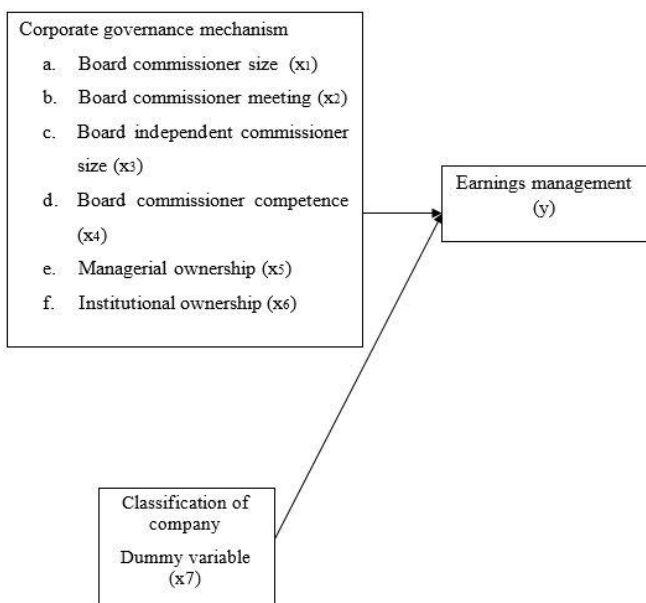 Corporate governance mechanism
a. Board commissioner size (x1)
b. Board commissioner meeting (x2)
c. Board independent commissioner
size (x3)
d. Board commissioner competence
(x4)
e. Managerial ownership (x5)
f. Institutional ownership (x6)
Earnings management
(y)
Classification of
company
Dummy variable
(x7)